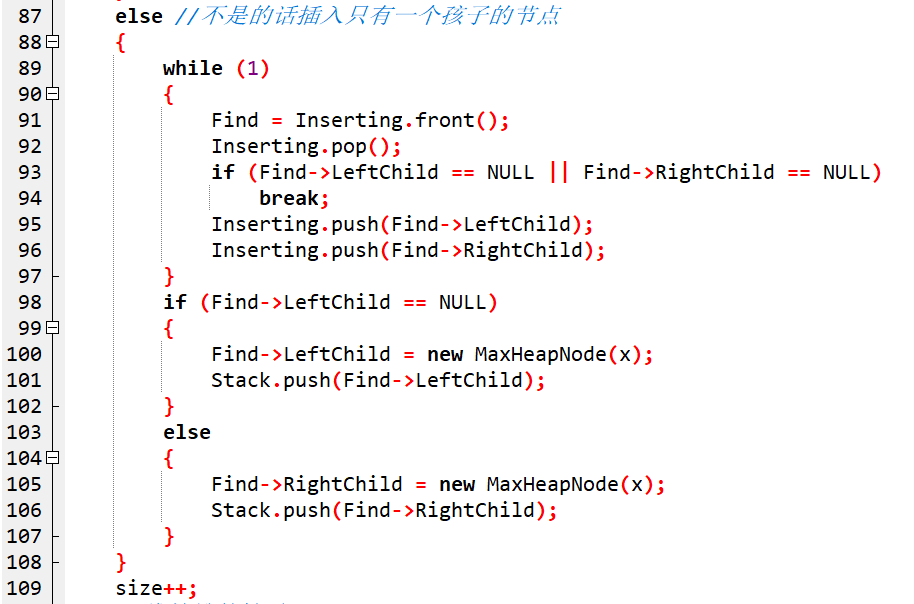 87 else //不是的话插入只有一个孩子的节点
88 {
89 while (1)
90 {
91 Find = Inserting.front();
92 Inserting.pop();
93 if (Find->LeftChild == NULL || Find->RightChild == NULL)
94 break;
95 Inserting.push(Find->LeftChild);
96 Inserting.push(Find->RightChild);
97 }
98 if (Find->LeftChild == NULL)
99 {
100 Find->LeftChild = new MaxHeapNode(x);
101 Stack.push(Find->LeftChild);
102 }
103 else
104 {
105 Find->RightChild = new MaxHeapNode(x);
106 Stack.push(Find->RightChild);
107 }
108 }
109 size++;